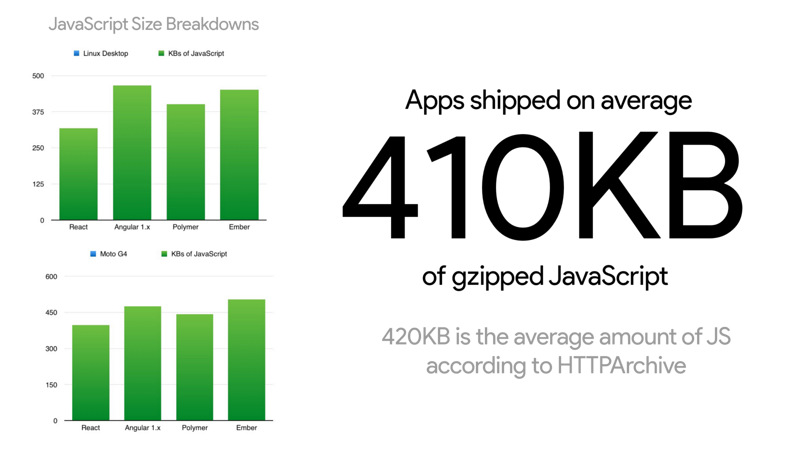 JavaScript Size Breakdowns
Linux Desktop KBs of JavaScript
500
375
250
125
0
React Angular 1.x Polymer Ember
Moto G4 KBs of JavaScript
600
450
300
150
0
React Angular 1.x Polymer Ember
Apps shipped on average
410KB
of gzipped JavaScript
420KB is the average amount of JS
according to HTTPArchive